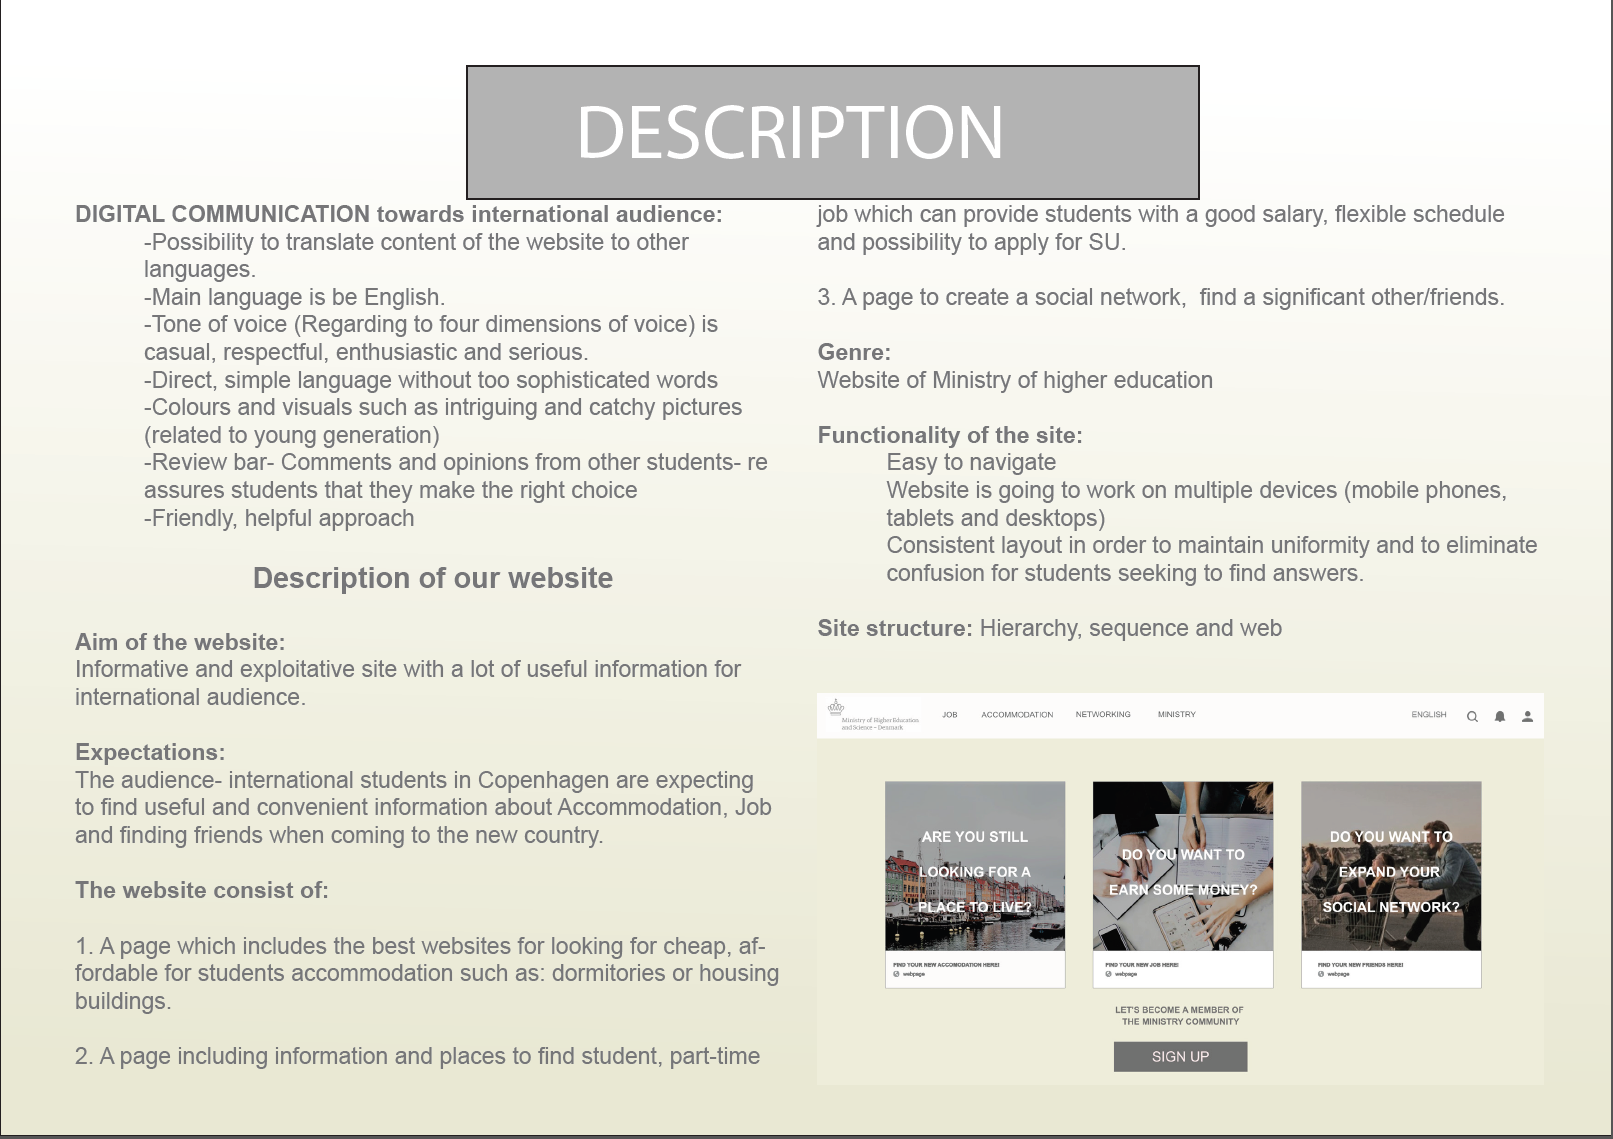 DESCRIPTION
DIGITAL COMMUNICATION towards international audience:
-Possibility to translate content of the website to other
languages.
-Main language is be English.
-Tone of voice (Regarding to four dimensions of voice) is
casual, respectful, enthusiastic and serious.
-Direct, simple language without too sophisticated words
-Colours and visuals such as intriguing and catchy pictures
(related to young generation)
-Review bar- Comments and opinions from other students- re
assures students that they make the right choice
-Friendly, helpful approach
Description of our website
Aim of the website:
Informative and exploitative site with a lot of useful information for
international audience.
Expectations:
The audience- international students in Copenhagen are expecting
to find useful and convenient information about Accommodation, Job
and finding friends when coming to the new country.
The website consist of:
1. A page which includes the best websites for looking for cheap, af-
fordable for students accommodation such as: dormitories or housing
buildings.
2. A page including information and places to find student, part-time
job which can provide students with a good salary, flexible schedule
and possibility to apply for SU.
3. A page to create a social network,  find a significant other/friends.
Genre:
Website of Ministry of higher education
Functionality of the site:
Easy to navigate
Website is going to work on multiple devices (mobile phones,
tablets and desktops)
Consistent layout in order to maintain uniformity and to eliminate
confusion for students seeking to find answers.
Site structure: Hierarchy, sequence and web
Ministry of Higher Education
and Science – Denmark
JOB ACCOMMODATION NETWORKING MINISTRY ENGLISH
ARE YOU STILL
LOOKING FOR A
PLACE TO LIVE?
FIND YOUR NEW ACCOMODATION HERE!
webpage
DO YOU WANT TO
EARN SOME MONEY?
FIND YOUR NEW JOB HERE!
webpage
DO YOU WANT TO
EXPAND YOUR
SOCIAL NETWORK?
FIND YOUR NEW FRIENDS HERE!
webpage
LET'S BECOME A MEMBER OF
THE MINISTRY COMMUNITY
SIGN UP